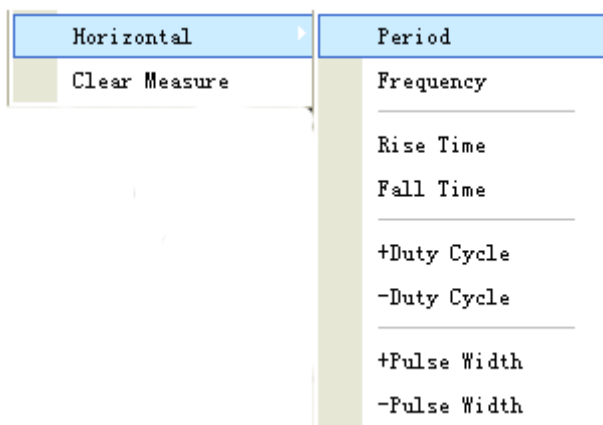 Horizontal
Clear Measure
Period
Frequency
Rise Time
Fall Time
+Duty Cycle
-Duty Cycle
+Pulse Width
-Pulse Width